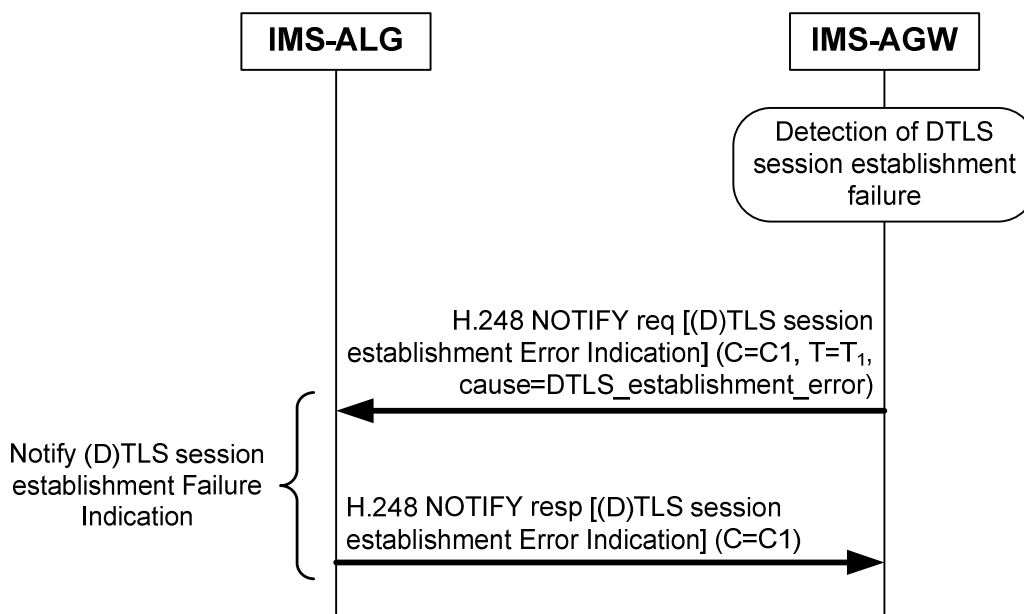 IMS-ALG
IMS-AGW
Detection of DTLS
session establishment
failure
H.248 NOTIFY req [(D)TLS session
establishment Error Indication] (C=C1, T=T₁,
cause=DTLS_establishment_error)
Notify (D)TLS session
establishment Failure
Indication
H.248 NOTIFY resp [(D)TLS session
establishment Error Indication] (C=C1)